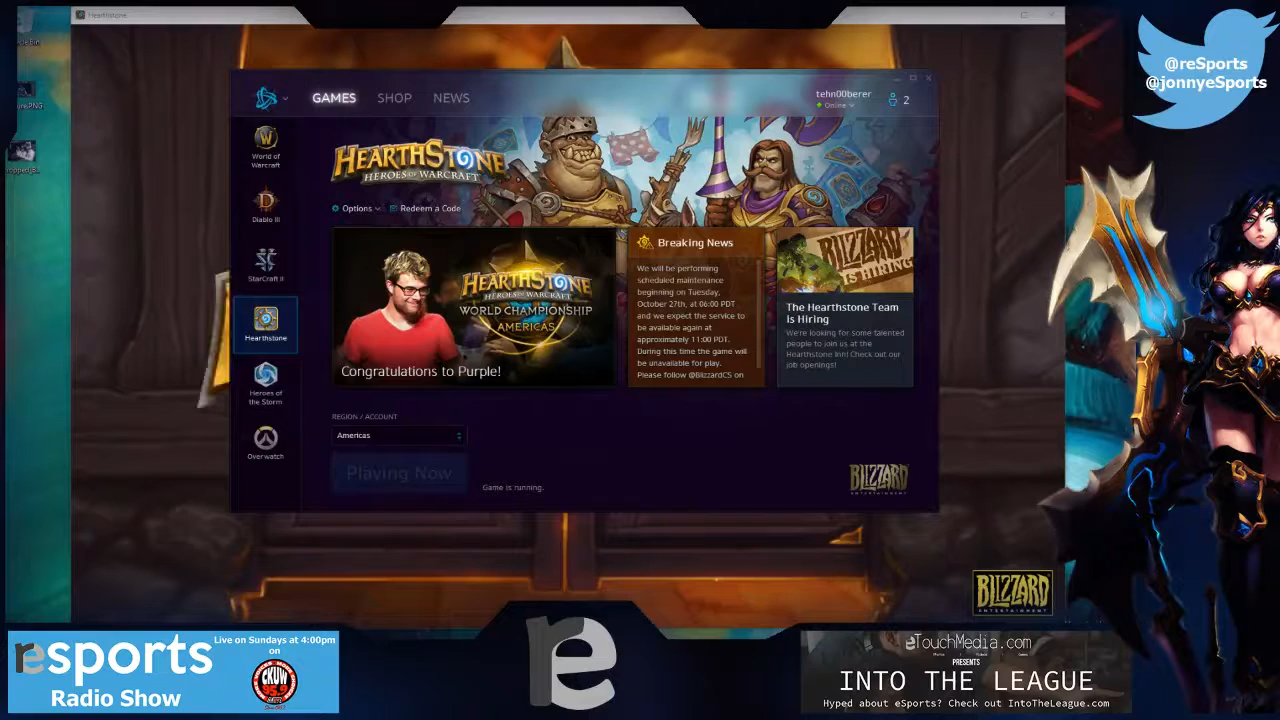 Hearthstone
@reSports
@jonnyeSports
GAMES SHOP NEWS
tehn00berer
Online
2
World of
Warcraft
Diablo III
StarCraft II
Hearthstone
Heroes of
the Storm
Overwatch
HEARTHSTONE
HEROES OF WARCRAFT
Options
Redeem a Code
HEARTHSTONE
HEROES OF WARCRAFT
WORLD CHAMPIONSHIP
AMERICAS
Congratulations to Purple!
Breaking News
We will be performing
scheduled maintenance
beginning on Tuesday,
October 27th, at 06:00 PDT
and we expect the service to
be available again at
approximately 11:00 PDT.
During this time the game will
be unavailable for play.
Please follow @BlizzardCS on
BLIZZARD
IS HIRING
The Hearthstone Team
is Hiring
We're looking for some talented
people to join us at the
Hearthstone Inn! Check out our
job openings!
REGION / ACCOUNT
Americas
Playing Now
Game is running.
BLIZZARD
ENTERTAINMENT
BLIZZARD
ENTERTAINMENT
resports
Radio Show
Live on Sundays at 4:00pm
on
CKUW
95.9
re
eTouchMedia.com
PRESENTS
INTO THE LEAGUE
Hyped about eSports? Check out IntoTheLeague.com